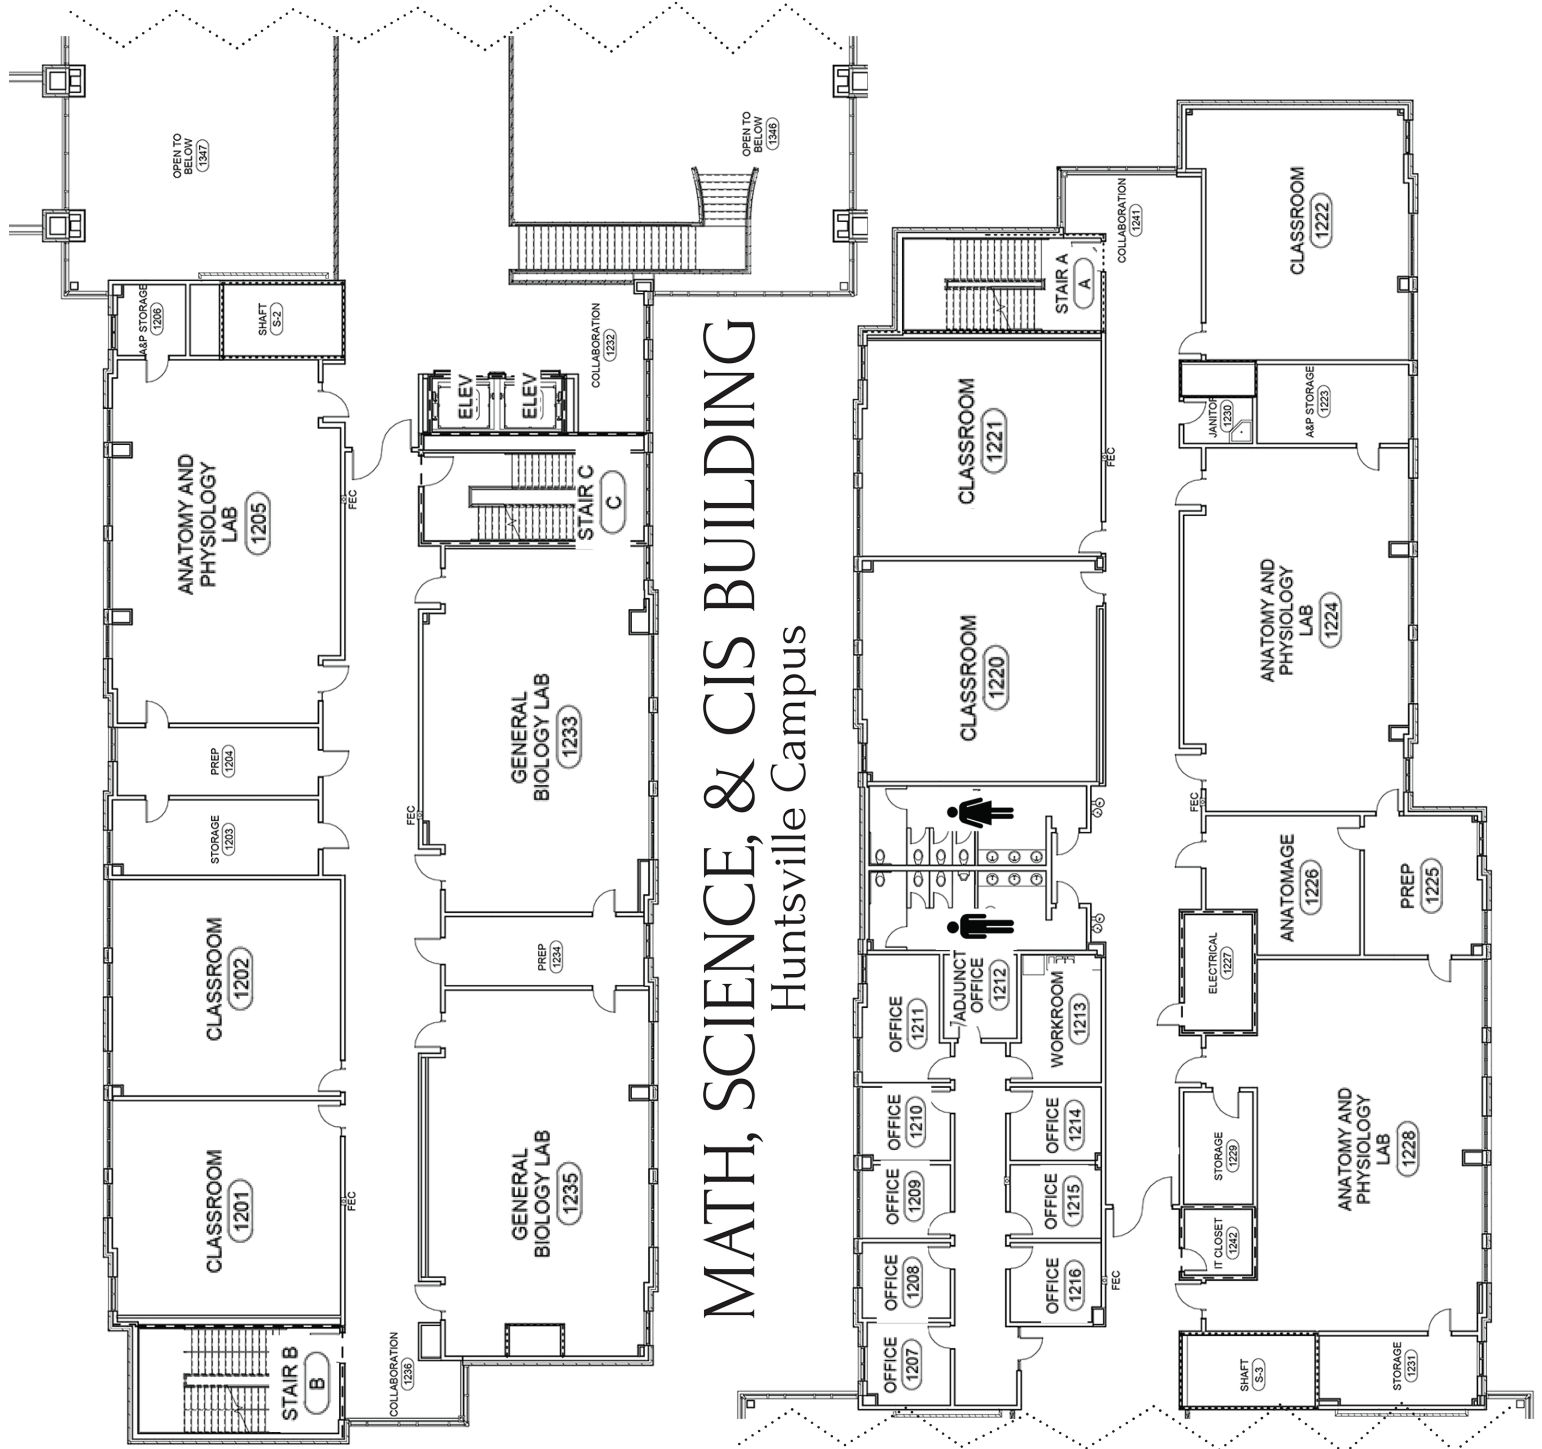 OPEN TO
BELOW
1347
OPEN TO
BELOW
1346
A&P STORAGE
1206
SHAFT
S-2
COLLABORATION
1232
ELEV
ELEV
ANATOMY AND
PHYSIOLOGY
LAB
1205
FEC
STAIR C
C
PREP
1204
STORAGE
1203
GENERAL
BIOLOGY LAB
1233
FEC
CLASSROOM
1202
PREP
1234
CLASSROOM
1201
FEC
GENERAL
BIOLOGY LAB
1235
STAIR B
B
COLLABORATION
1236
MATH, SCIENCE, & CIS BUILDING
Huntsville Campus
CLASSROOM
1222
COLLABORATION
1241
STAIR A
A
CLASSROOM
1221
FEC
JANITOR
1230
A&P STORAGE
1223
CLASSROOM
1220
ANATOMY AND
PHYSIOLOGY
LAB
1224
FEC
ANATOMAGE
1226
PREP
1225
ELECTRICAL
1227
OFFICE
1211
ADJUNCT
OFFICE
1212
WORKROOM
1213
OFFICE
1210
OFFICE
1214
OFFICE
1209
OFFICE
1215
OFFICE
1208
OFFICE
1216
FEC
OFFICE
1207
STORAGE
1229
ANATOMY AND
PHYSIOLOGY
LAB
1228
IT CLOSET
1242
SHAFT
S-3
STORAGE
1231